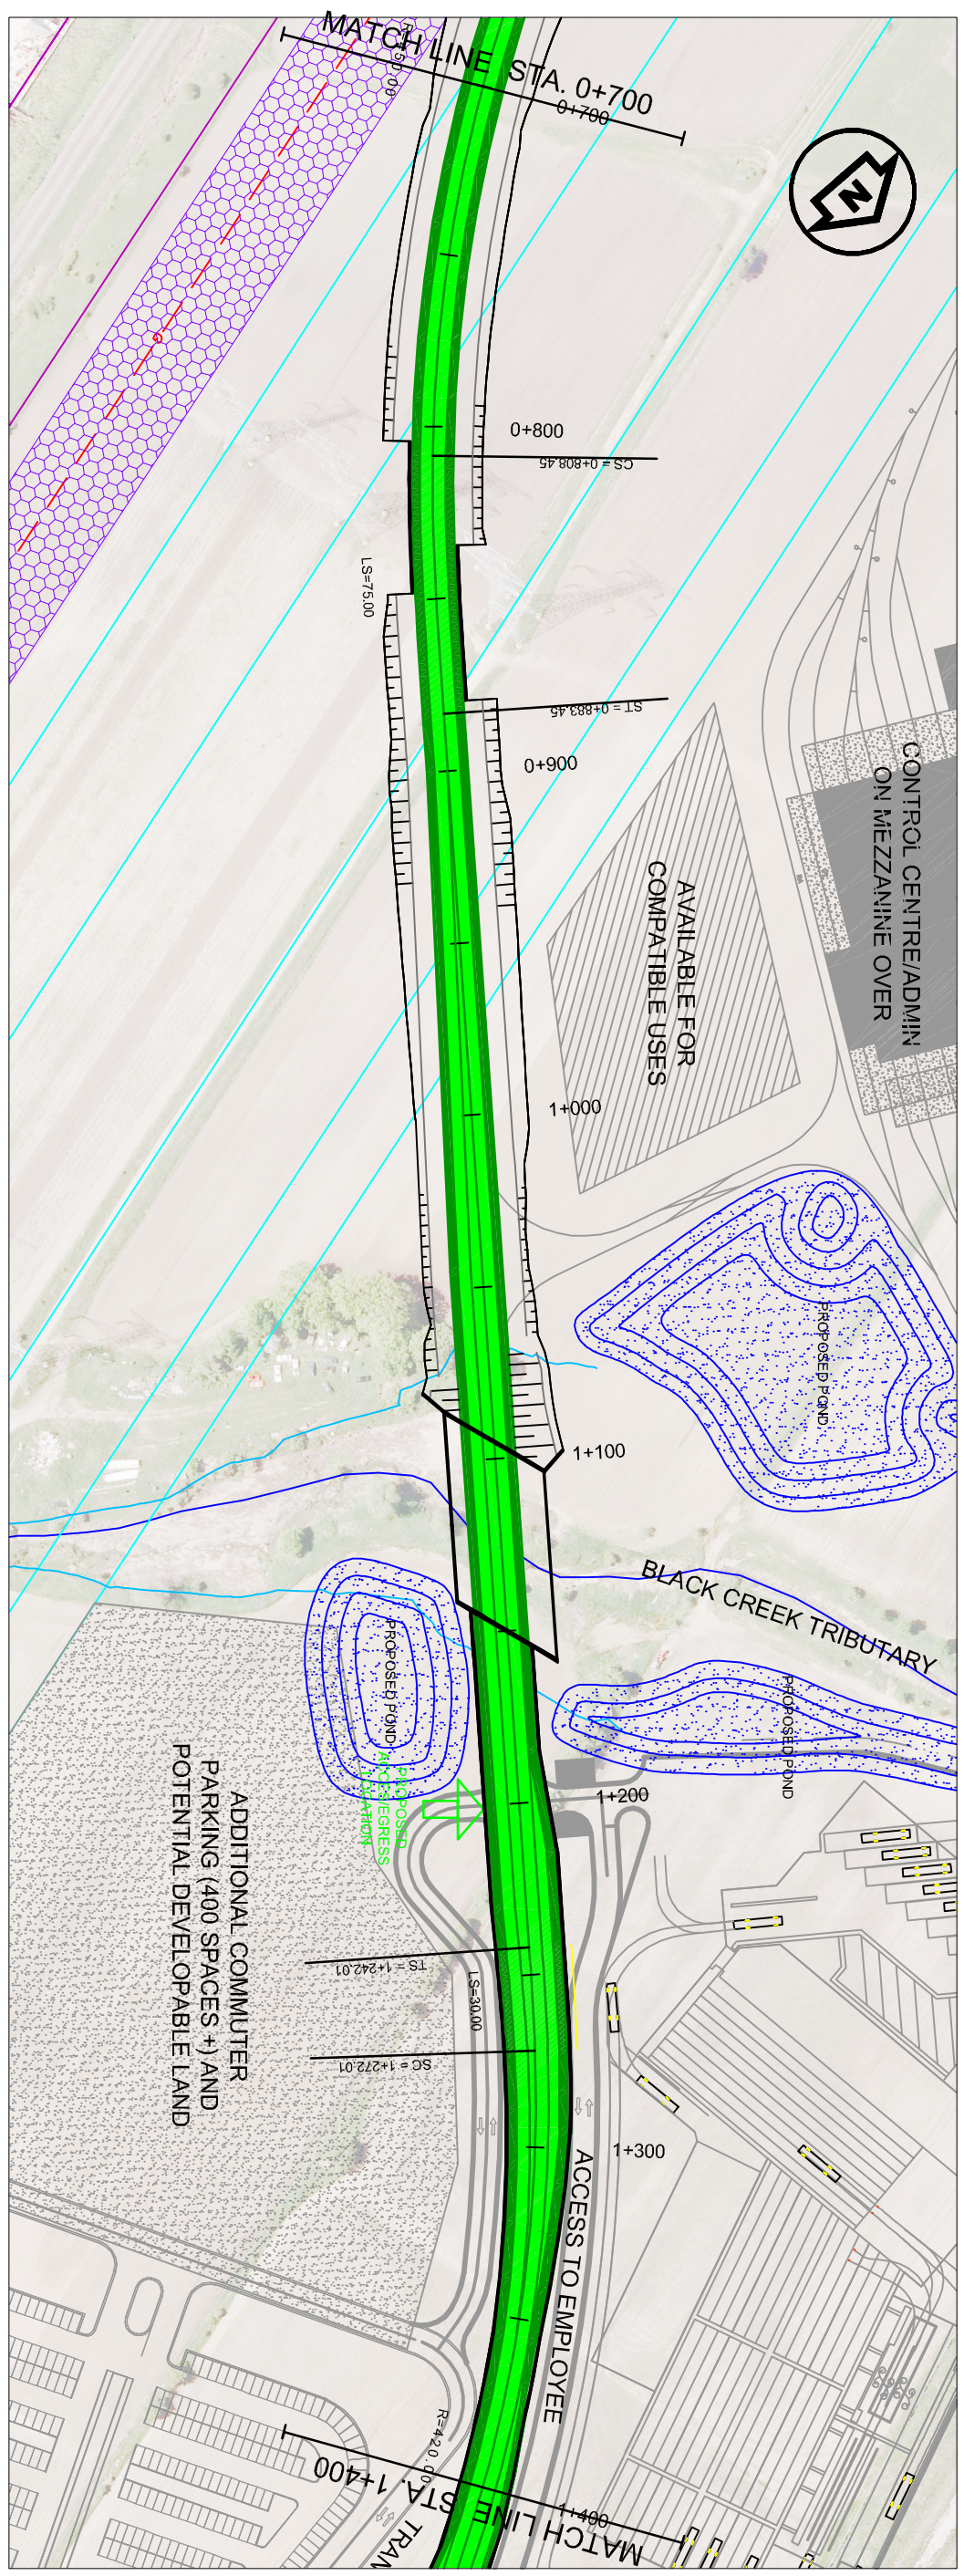 MATCH LINE STA. 0+700
0+700
N
G
0+800
CS = 0+808.45
LS=75.00
ST = 0+883.45
0+900
CONTROL CENTRE/ADMIN
ON MEZZANINE OVER
AVAILABLE FOR
COMPATIBLE USES
1+000
PROPOSED POND
1+100
BLACK CREEK TRIBUTARY
PROPOSED POND
PROPOSED POND
1+200
PROPOSED
ACCES/EGRESS
LOCATION
ADDITIONAL COMMUTER
PARKING (400 SPACES +) AND
POTENTIAL DEVELOPABLE LAND
TS = 1+242.01
LS=30.00
SC = 1+272.01
1+300
ACCESS TO EMPLOYEE
R=420.00
1+400
MATCH LINE STA. 1+400
TRAN